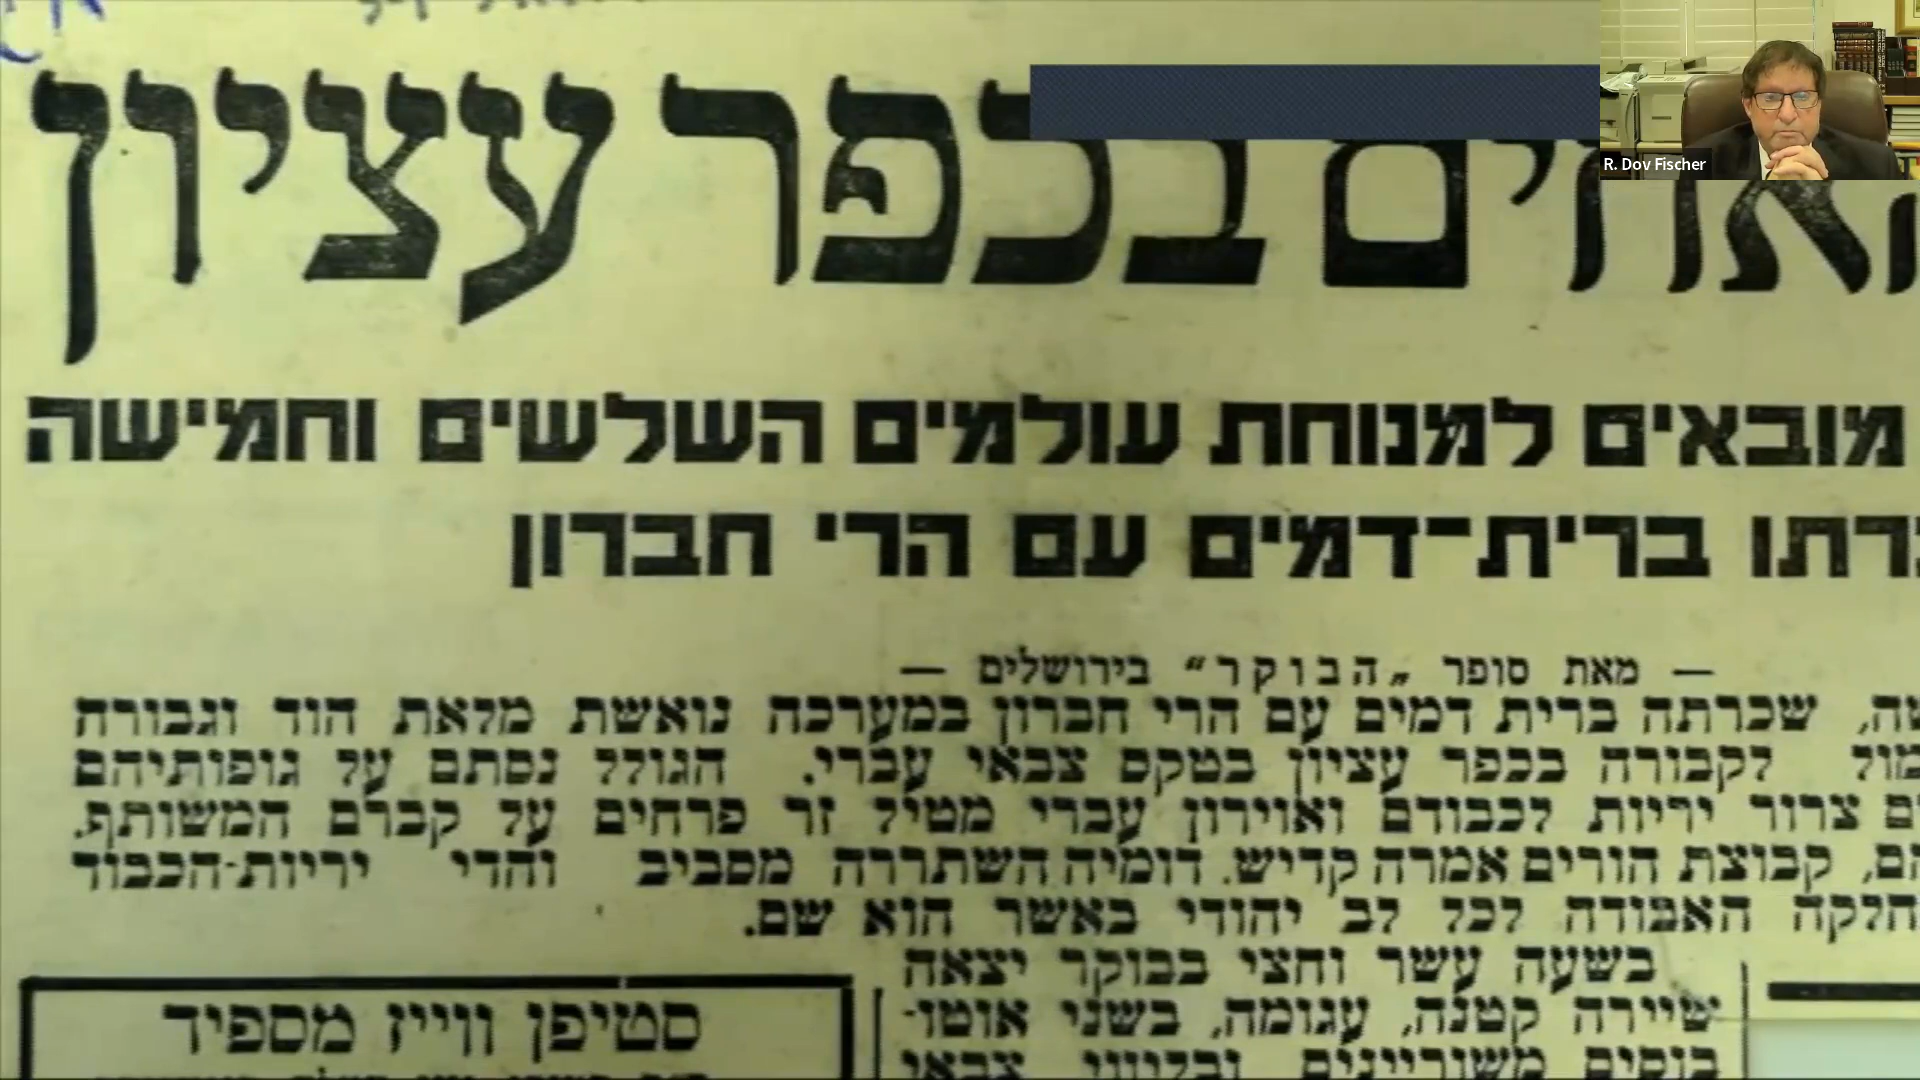 בכפר עציון
R. Dov Fischer
מובאים למנוחת עולמים השלשים וחמישה
ברית־דמים עם הרי חברון
— מאת סופר „הבוקר" בירושלים —
שכרתה ברית דמים עם הרי חברון במערכה נואשת מלאת הוד וגבורה
לקבורה בכפר עציון בטקס צבאי עברי. הגולל נסתם על גופותיהם
צרור יריות לכבודם ואוירון עברי מטיל זר פרחים על קברם המשותף.
קבוצת הורים אמרה קדיש. דומיה השתררה מסביב והדי יריות-הכבוד
האבודה לכל לב יהודי באשר הוא שם.
בשעה עשר וחצי בבוקר יצאה
שיירה קטנה, עגומה, בשני אוטו-
בוסים משוריינים ובליווי צבאי
סטיפן ווייז מספיד